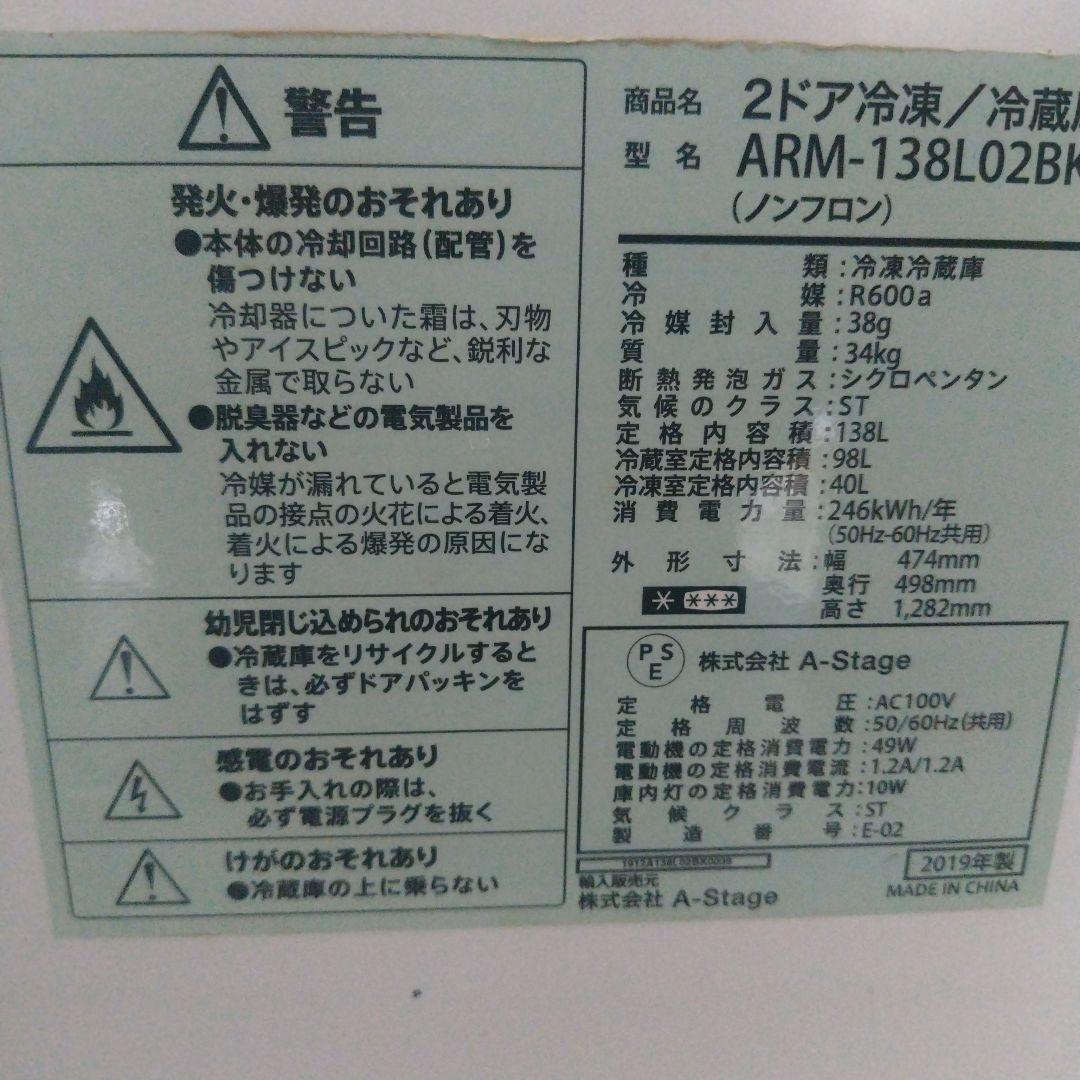 警告
発火・爆発のおそれあり
●本体の冷却回路(配管)を
傷つけない
冷却器についた霜は、刃物
やアイスピックなど、鋭利な
金属で取らない
●脱臭器などの電気製品を
入れない
冷媒が漏れていると電気製
品の接点の火花による着火、
着火による爆発の原因にな
ります
幼児閉じ込められのおそれあり
●冷蔵庫をリサイクルすると
きは、必ずドアパッキンを
はずす
感電のおそれあり
●お手入れの際は、
必ず電源プラグを抜く
けがのおそれあり
●冷蔵庫の上に乗らない
商品名 2ドア冷凍/冷蔵
型名 ARM-138L02BK
(ノンフロン)
種類:冷凍冷蔵庫
冷媒:R600a
冷媒封入量:38g
質量:34kg
断熱発泡ガス:シクロペンタン
気候のクラス:ST
定格内容積:138L
冷蔵室定格内容積:98L
冷凍室定格内容積:40L
消費電力量:246kWh/年
(50Hz-60Hz共用)
外形寸法:幅 474mm
奥行 498mm
高さ 1,282mm
PSE 株式会社 A-Stage
定格電圧:AC100V
定格周波数:50/60Hz(共用)
電動機の定格消費電力:49W
電動機の定格消費電流:1.2A/1.2A
庫内灯の定格消費電力:10W
気候クラス:ST
製造番号:E-02
2019年製
MADE IN CHINA
輸入販売元
株式会社 A-Stage